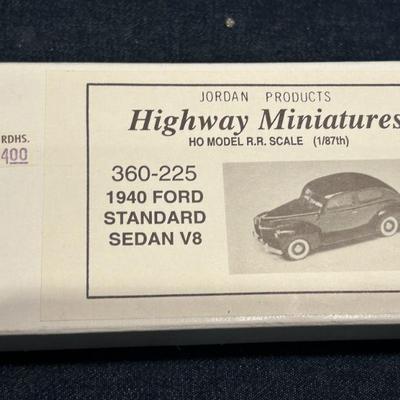 JORDAN PRODUCTS
Highway Miniatures
HO MODEL R.R. SCALE (1/87th)
RDHS.
400
360-225
1940 FORD
STANDARD
SEDAN V8